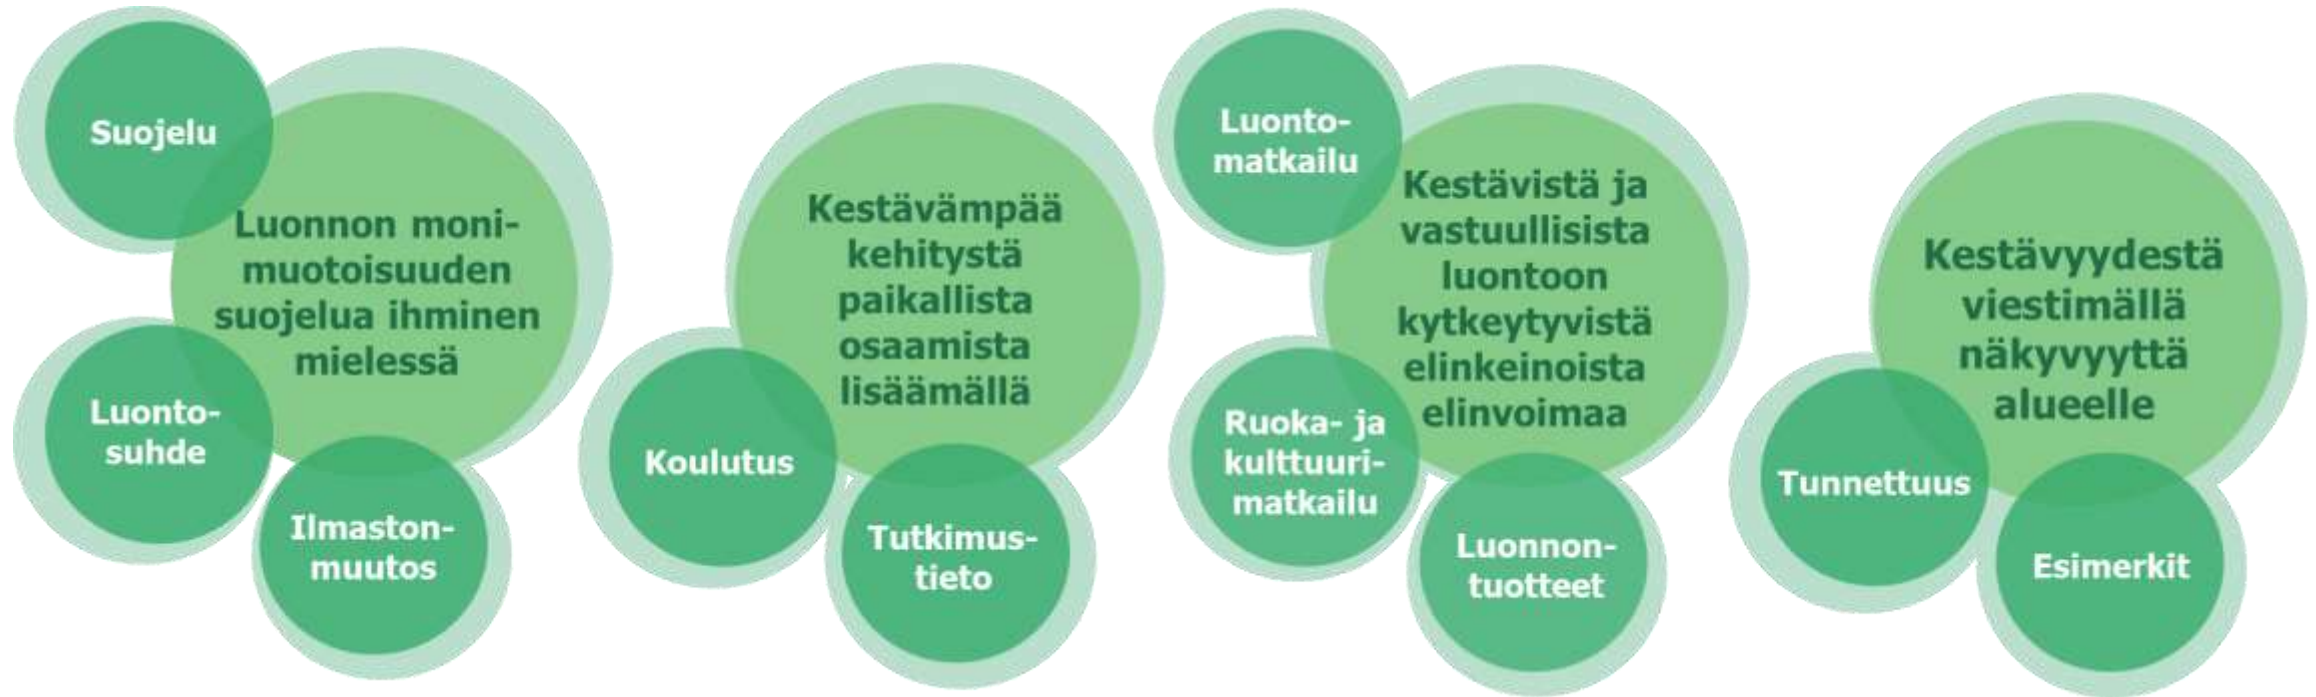 Suojelu
Luonnon moni-
muotoisuuden
suojelua ihminen
mielessä
Luonto-
suhde
Ilmaston-
muutos
Kestävämpää
kehitystä
paikallista
osaamista
lisäämällä
Koulutus
Tutkimus-
tieto
Luonto-
matkailu
Kestävistä ja
vastuullisista
luontoon
kytkeytyvistä
elinkeinoista
elinvoimaa
Ruoka- ja
kulttuuri-
matkailu
Luonnon-
tuotteet
Kestävyydestä
viestimällä
näkyvyyttä
alueelle
Tunnettuus
Esimerkit